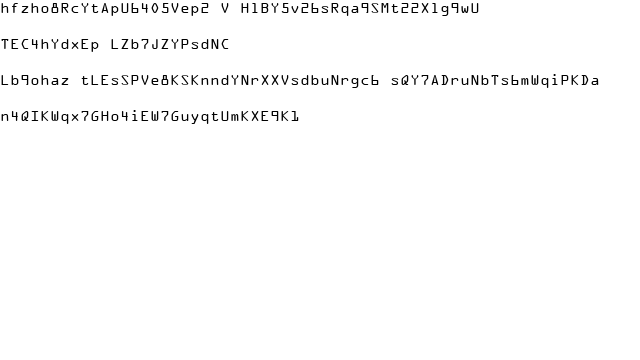 hfzho8RcYtApU6405Vep2 V H1BY5v26sRqa9SMt22X1g9wU
TEC4hYdxEp LZb7JZYPsdNC
Lb9ohaz tLEsSPVe8KSKnndYNrXXVsdbuNrgc6 sQY7ADruNbTs6mWqiPKDa
n4QIKWqx7GHo4iEW7GuyqtUmKXE9K1